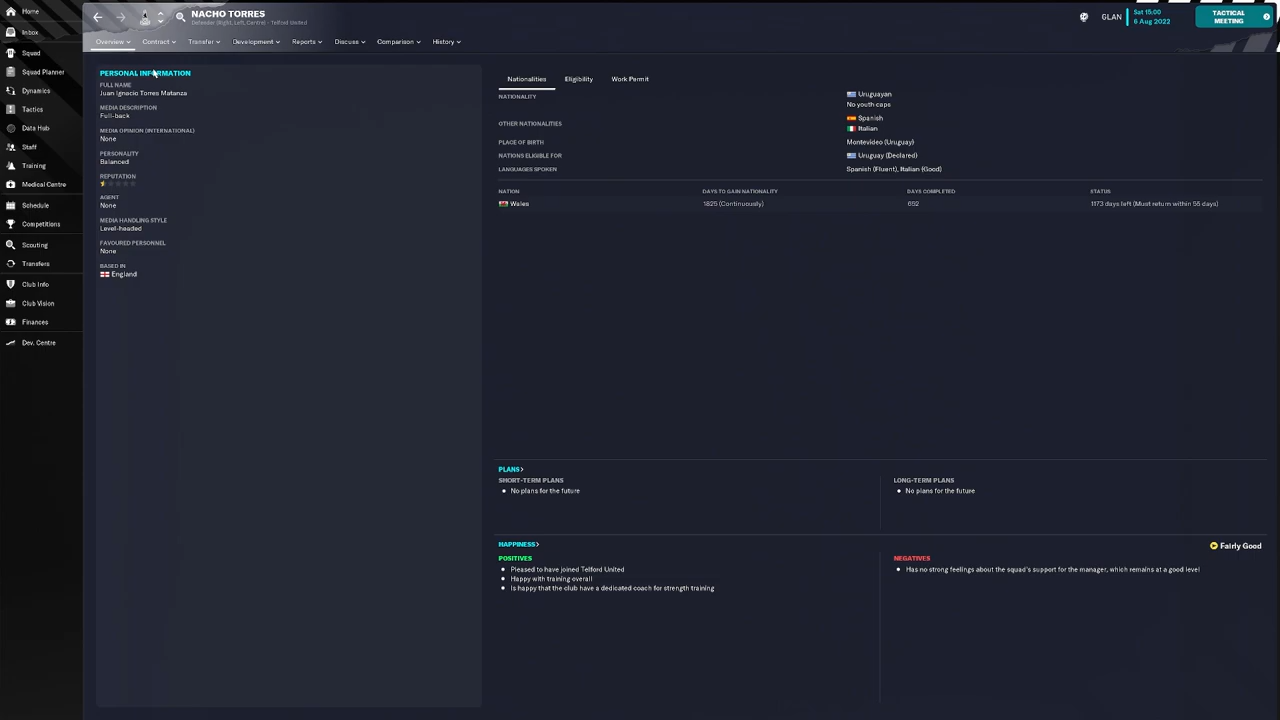 Home
Inbox
Squad
Squad Planner
Dynamics
Tactics
Data Hub
Staff
Training
Medical Centre
Schedule
Competitions
Scouting
Transfers
Club Info
Club Vision
Finances
Dev. Centre
NACHO TORRES
Defender (Right, Left, Centre) - Telford United
GLAN
Sat 15:00
6 Aug 2022
TACTICAL
MEETING
Overview
Contract
Transfer
Development
Reports
Discuss
Comparison
History
PERSONAL INFORMATION
FULL NAME
Juan Ignacio Torres Matanza
MEDIA DESCRIPTION
Full-back
MEDIA OPINION (INTERNATIONAL)
None
PERSONALITY
Balanced
REPUTATION
AGENT
None
MEDIA HANDLING STYLE
Level-headed
FAVOURED PERSONNEL
None
BASED IN
England
Nationalities
Eligibility
Work Permit
NATIONALITY
Uruguayan
No youth caps
OTHER NATIONALITIES
Spanish
Italian
PLACE OF BIRTH
Montevideo (Uruguay)
NATIONS ELIGIBLE FOR
Uruguay (Declared)
LANGUAGES SPOKEN
Spanish (Fluent), Italian (Good)
NATION DAYS TO GAIN NATIONALITY DAYS COMPLETED STATUS
Wales 1825 (Continuously) 652 1173 days left (Must return within 55 days)
PLANS
SHORT-TERM PLANS
No plans for the future
LONG-TERM PLANS
No plans for the future
HAPPINESS
Fairly Good
POSITIVES
Pleased to have joined Telford United
Happy with training overall
Is happy that the club have a dedicated coach for strength training
NEGATIVES
Has no strong feelings about the squad's support for the manager, which remains at a good level